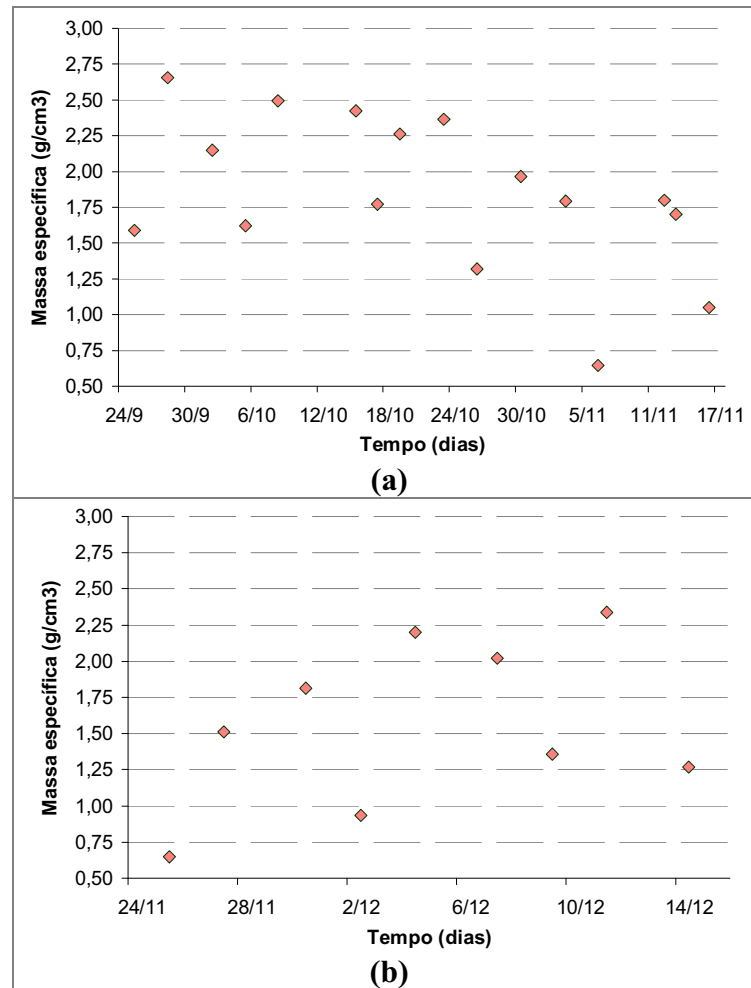 3,00
2,75
2,50
2,25
2,00
1,75
1,50
1,25
1,00
0,75
0,50
Massa específica (g/cm3)
24/9 30/9 6/10 12/10 18/10 24/10 30/10 5/11 11/11 17/11
Tempo (dias)
(a)
3,00
2,75
2,50
2,25
2,00
1,75
1,50
1,25
1,00
0,75
0,50
Massa específica (g/cm3)
24/11 28/11 2/12 6/12 10/12 14/12
Tempo (dias)
(b)